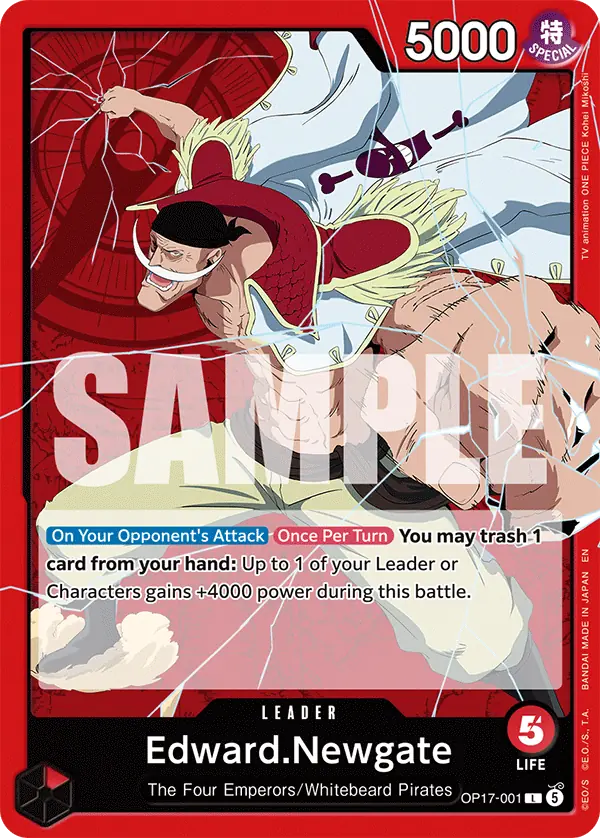 5000
特
SPECIAL
TV animation ONE PIECE Kohei Mikoshi
SAMPLE
On Your Opponent's Attack Once Per Turn You may trash 1
card from your hand: Up to 1 of your Leader or
Characters gains +4000 power during this battle.
©E.O./S., T.A. BANDAI MADE IN JAPAN EN
©EO/S
LEADER
Edward.Newgate
The Four Emperors/Whitebeard Pirates
5
LIFE
OP17-001 L 5